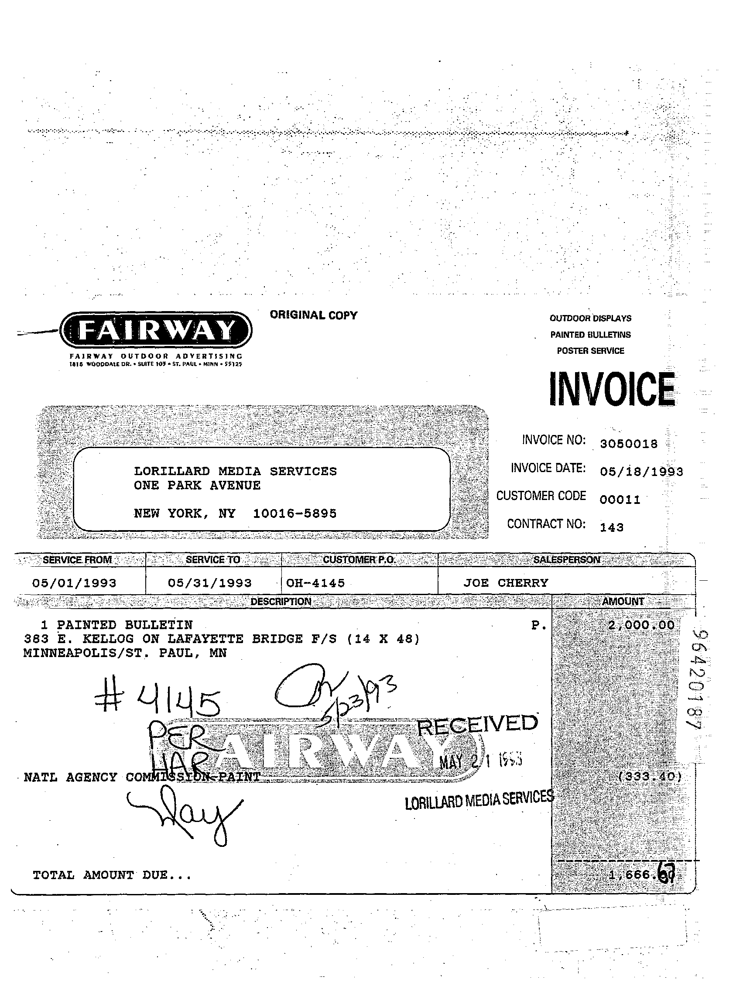 FAIRWAY
FAIRWAY OUTDOOR ADVERTISING
1818 WOODDALE DR. • SUITE 109 • ST. PAUL • MINN • 55125
ORIGINAL COPY
OUTDOOR DISPLAYS
PAINTED BULLETINS
POSTER SERVICE
INVOICE
INVOICE NO: 3050018
INVOICE DATE: 05/18/1993
CUSTOMER CODE 00011
CONTRACT NO: 143
LORILLARD MEDIA SERVICES
ONE PARK AVENUE
NEW YORK, NY 10016-5895
SERVICE FROM SERVICE TO CUSTOMER P.O. SALESPERSON
05/01/1993 05/31/1993 OH-4145 JOE CHERRY
DESCRIPTION AMOUNT
1 PAINTED BULLETIN P. 2,000.00
383 E. KELLOG ON LAFAYETTE BRIDGE F/S (14 X 48)
MINNEAPOLIS/ST. PAUL, MN
96420187
# 4145
5/23/93
PER
HAR
FAIRWAY
RECEIVED
MAY 21 1993
LORILLARD MEDIA SERVICES
NATL AGENCY COMMISSION-PAINT (333.40)
TOTAL AMOUNT DUE... 1,666.67